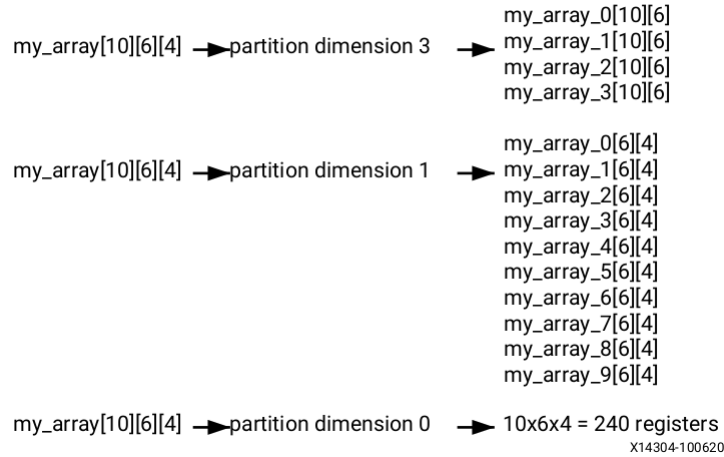 my_array[10][6][4] partition dimension 3
my_array_0[10][6]
my_array_1[10][6]
my_array_2[10][6]
my_array_3[10][6]
my_array[10][6][4] partition dimension 1
my_array_0[6][4]
my_array_1[6][4]
my_array_2[6][4]
my_array_3[6][4]
my_array_4[6][4]
my_array_5[6][4]
my_array_6[6][4]
my_array_7[6][4]
my_array_8[6][4]
my_array_9[6][4]
my_array[10][6][4] partition dimension 0 10x6x4 = 240 registers
X14304-100620